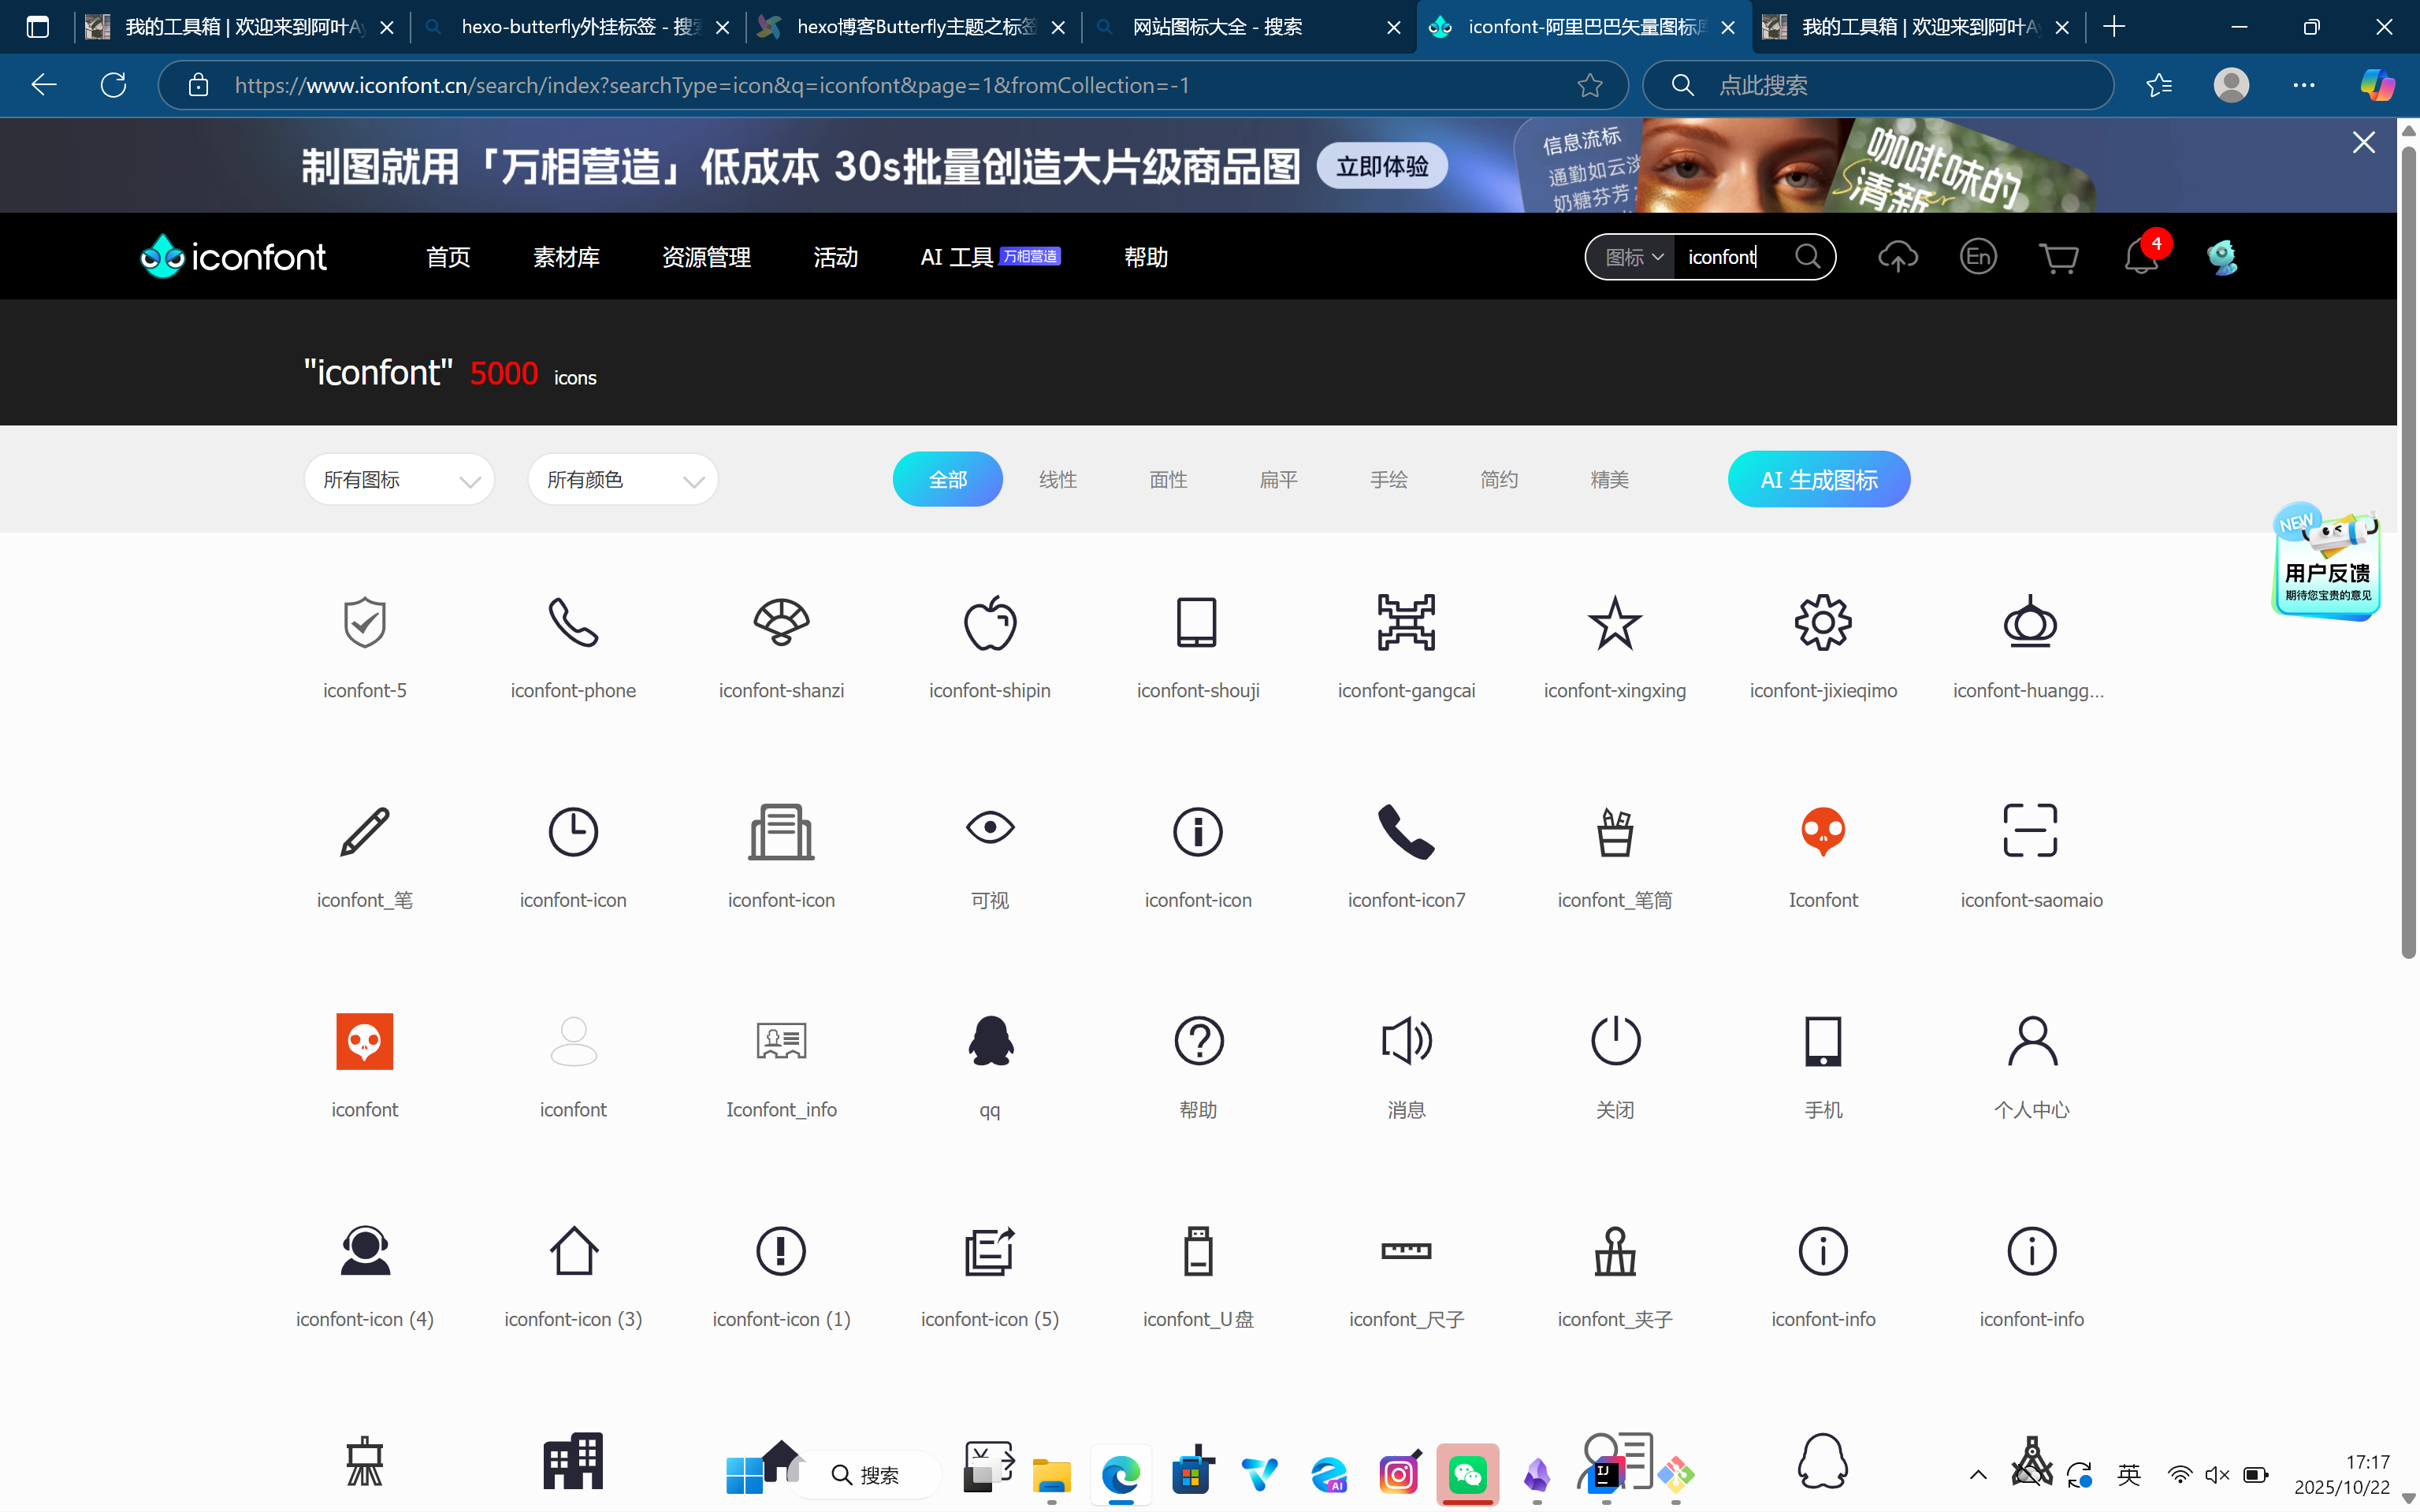 我的工具箱 | 欢迎来到阿叶Ay
hexo-butterfly外挂标签 - 搜索
hexo博客Butterfly主题之标签
网站图标大全 - 搜索
iconfont-阿里巴巴矢量图标库
我的工具箱 | 欢迎来到阿叶Ay
https://www.iconfont.cn/search/index?searchType=icon&q=iconfont&page=1&fromCollection=-1
点此搜索
制图就用「万相营造」低成本 30s批量创造大片级商品图
立即体验
信息流标
通勤如云淡
奶糖芬芳
咖啡味的
清新
iconfont
首页
素材库
资源管理
活动
AI 工具
万相营造
帮助
图标
iconfont
En
4
"iconfont" 5000 icons
所有图标
所有颜色
全部
线性
面性
扁平
手绘
简约
精美
AI 生成图标
NEW
用户反馈
期待您宝贵的意见
iconfont-5
iconfont-phone
iconfont-shanzi
iconfont-shipin
iconfont-shouji
iconfont-gangcai
iconfont-xingxing
iconfont-jixieqimo
iconfont-huangg...
iconfont_笔
iconfont-icon
iconfont-icon
可视
iconfont-icon
iconfont-icon7
iconfont_笔筒
Iconfont
iconfont-saomaio
iconfont
iconfont
Iconfont_info
qq
帮助
消息
关闭
手机
个人中心
iconfont-icon (4)
iconfont-icon (3)
iconfont-icon (1)
iconfont-icon (5)
iconfont_U盘
iconfont_尺子
iconfont_夹子
iconfont-info
iconfont-info
搜索
AI
IJ
英
17:17
2025/10/22